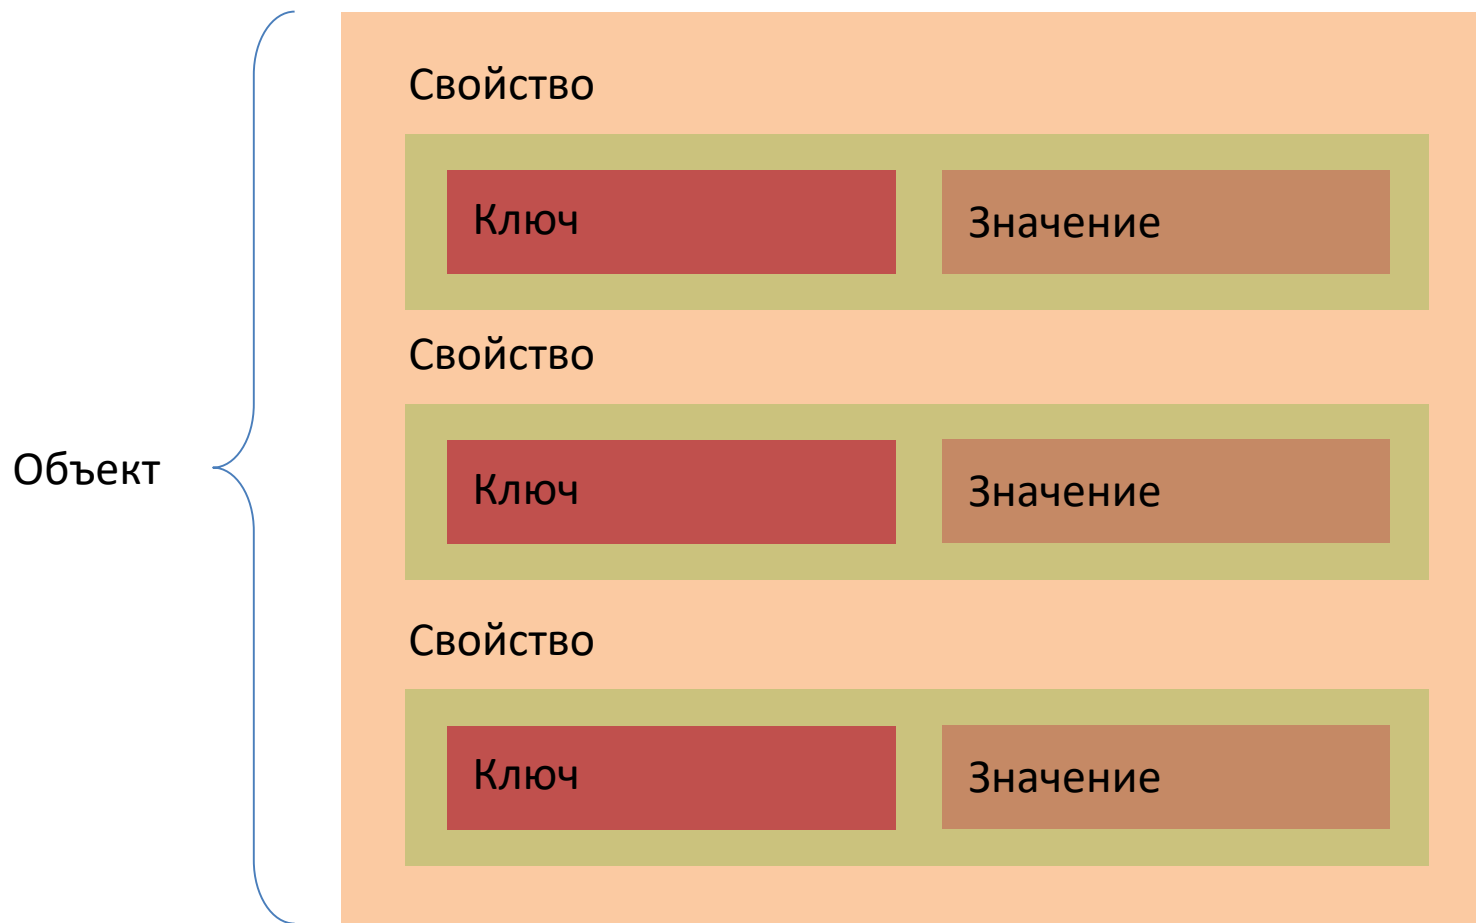 Свойство
Ключ
Значение
Свойство
Объект
Ключ
Значение
Свойство
Ключ
Значение